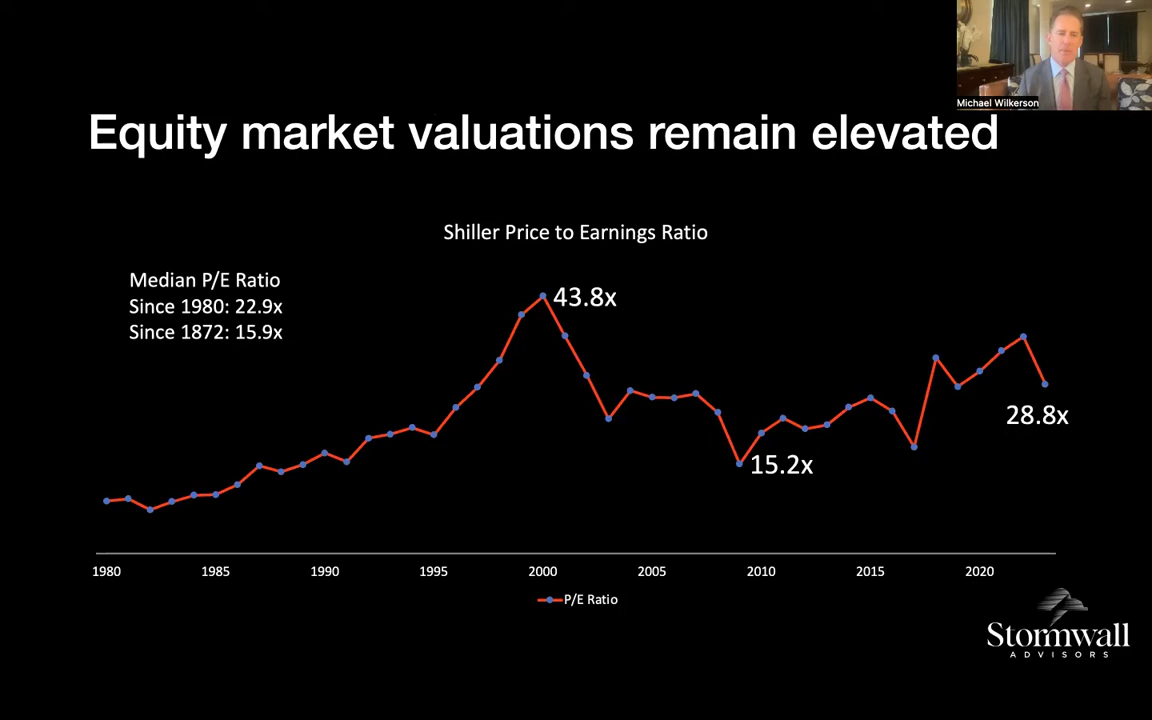 Michael Wilkerson
Equity market valuations remain elevated
Shiller Price to Earnings Ratio
Median P/E Ratio
Since 1980: 22.9x
Since 1872: 15.9x
43.8x
28.8x
15.2x
1980 1985 1990 1995 2000 2005 2010 2015 2020
P/E Ratio
Stormwall
ADVISORS